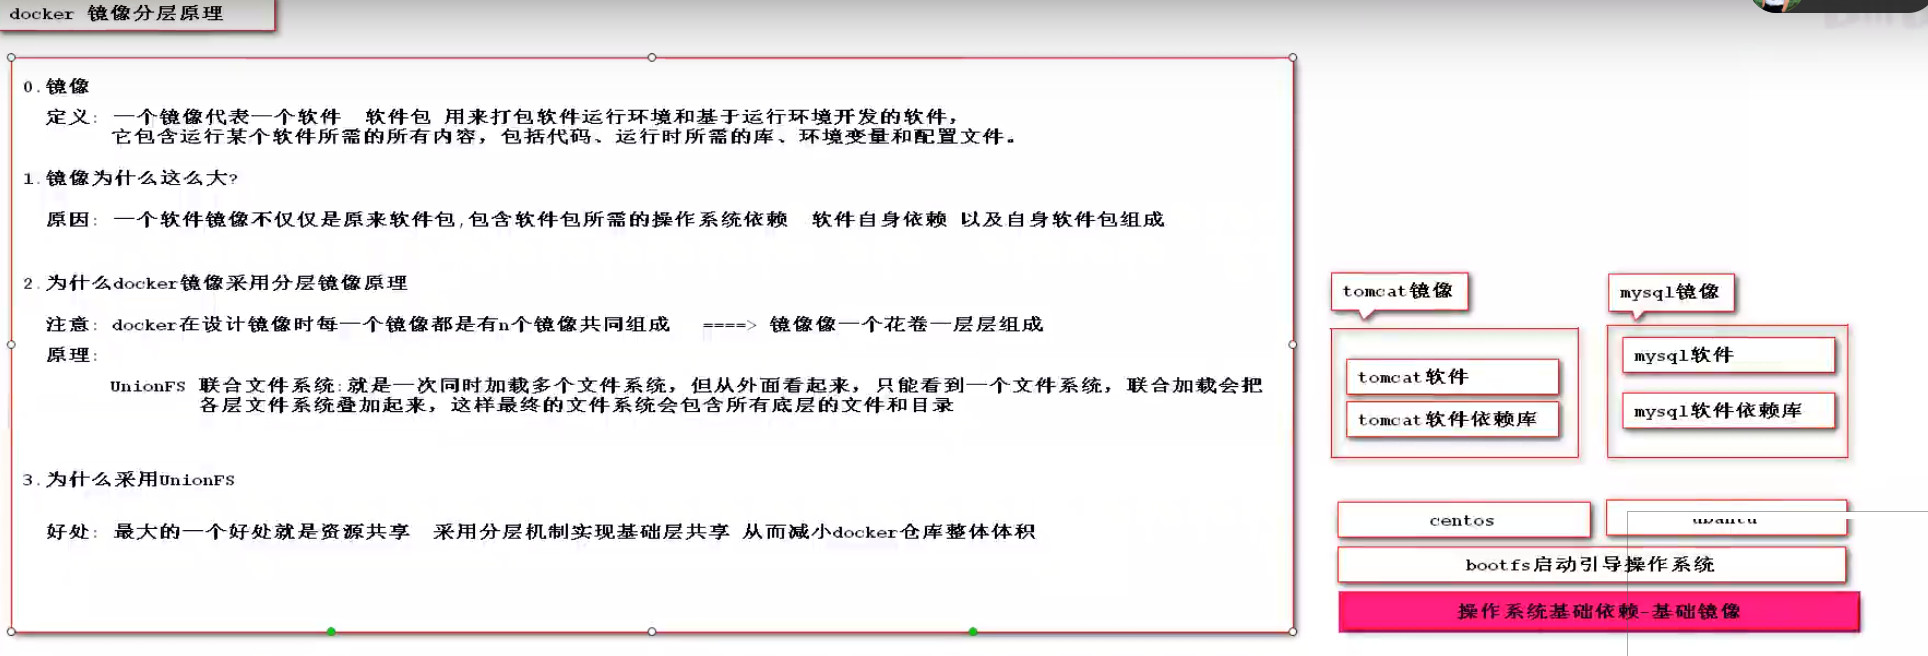 docker 镜像分层原理
0.镜像
定义: 一个镜像代表一个软件 软件包 用来打包软件运行环境和基于运行环境开发的软件，
它包含运行某个软件所需的所有内容，包括代码、运行时所需的库、环境变量和配置文件。
1.镜像为什么这么大?
原因: 一个软件镜像不仅仅是原来软件包,包含软件包所需的操作系统依赖 软件自身依赖 以及自身软件包组成
2.为什么docker镜像采用分层镜像原理
注意: docker在设计镜像时每一个镜像都是有n个镜像共同组成 ====> 镜像像一个花卷一层层组成
原理:
UnionFS 联合文件系统:就是一次同时加载多个文件系统，但从外面看起来，只能看到一个文件系统，联合加载会把
各层文件系统叠加起来，这样最终的文件系统会包含所有底层的文件和目录
3.为什么采用UnionFS
好处: 最大的一个好处就是资源共享 采用分层机制实现基础层共享 从而减小docker仓库整体体积
tomcat镜像
tomcat软件
tomcat软件依赖库
mysql镜像
mysql软件
mysql软件依赖库
centos
ubantu
bootfs启动引导操作系统
操作系统基础依赖-基础镜像